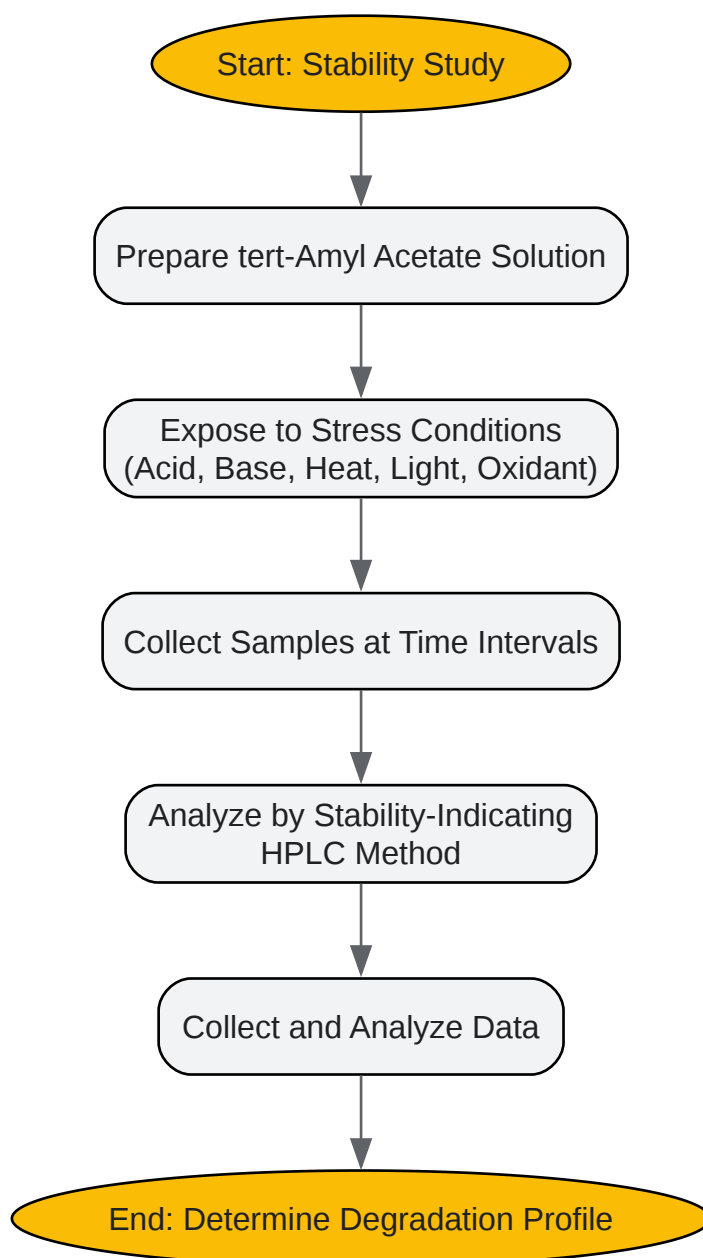 Start: Stability Study
Prepare tert-Amyl Acetate Solution
Expose to Stress Conditions
(Acid, Base, Heat, Light, Oxidant)
Collect Samples at Time Intervals
Analyze by Stability-Indicating
HPLC Method
Collect and Analyze Data
End: Determine Degradation Profile